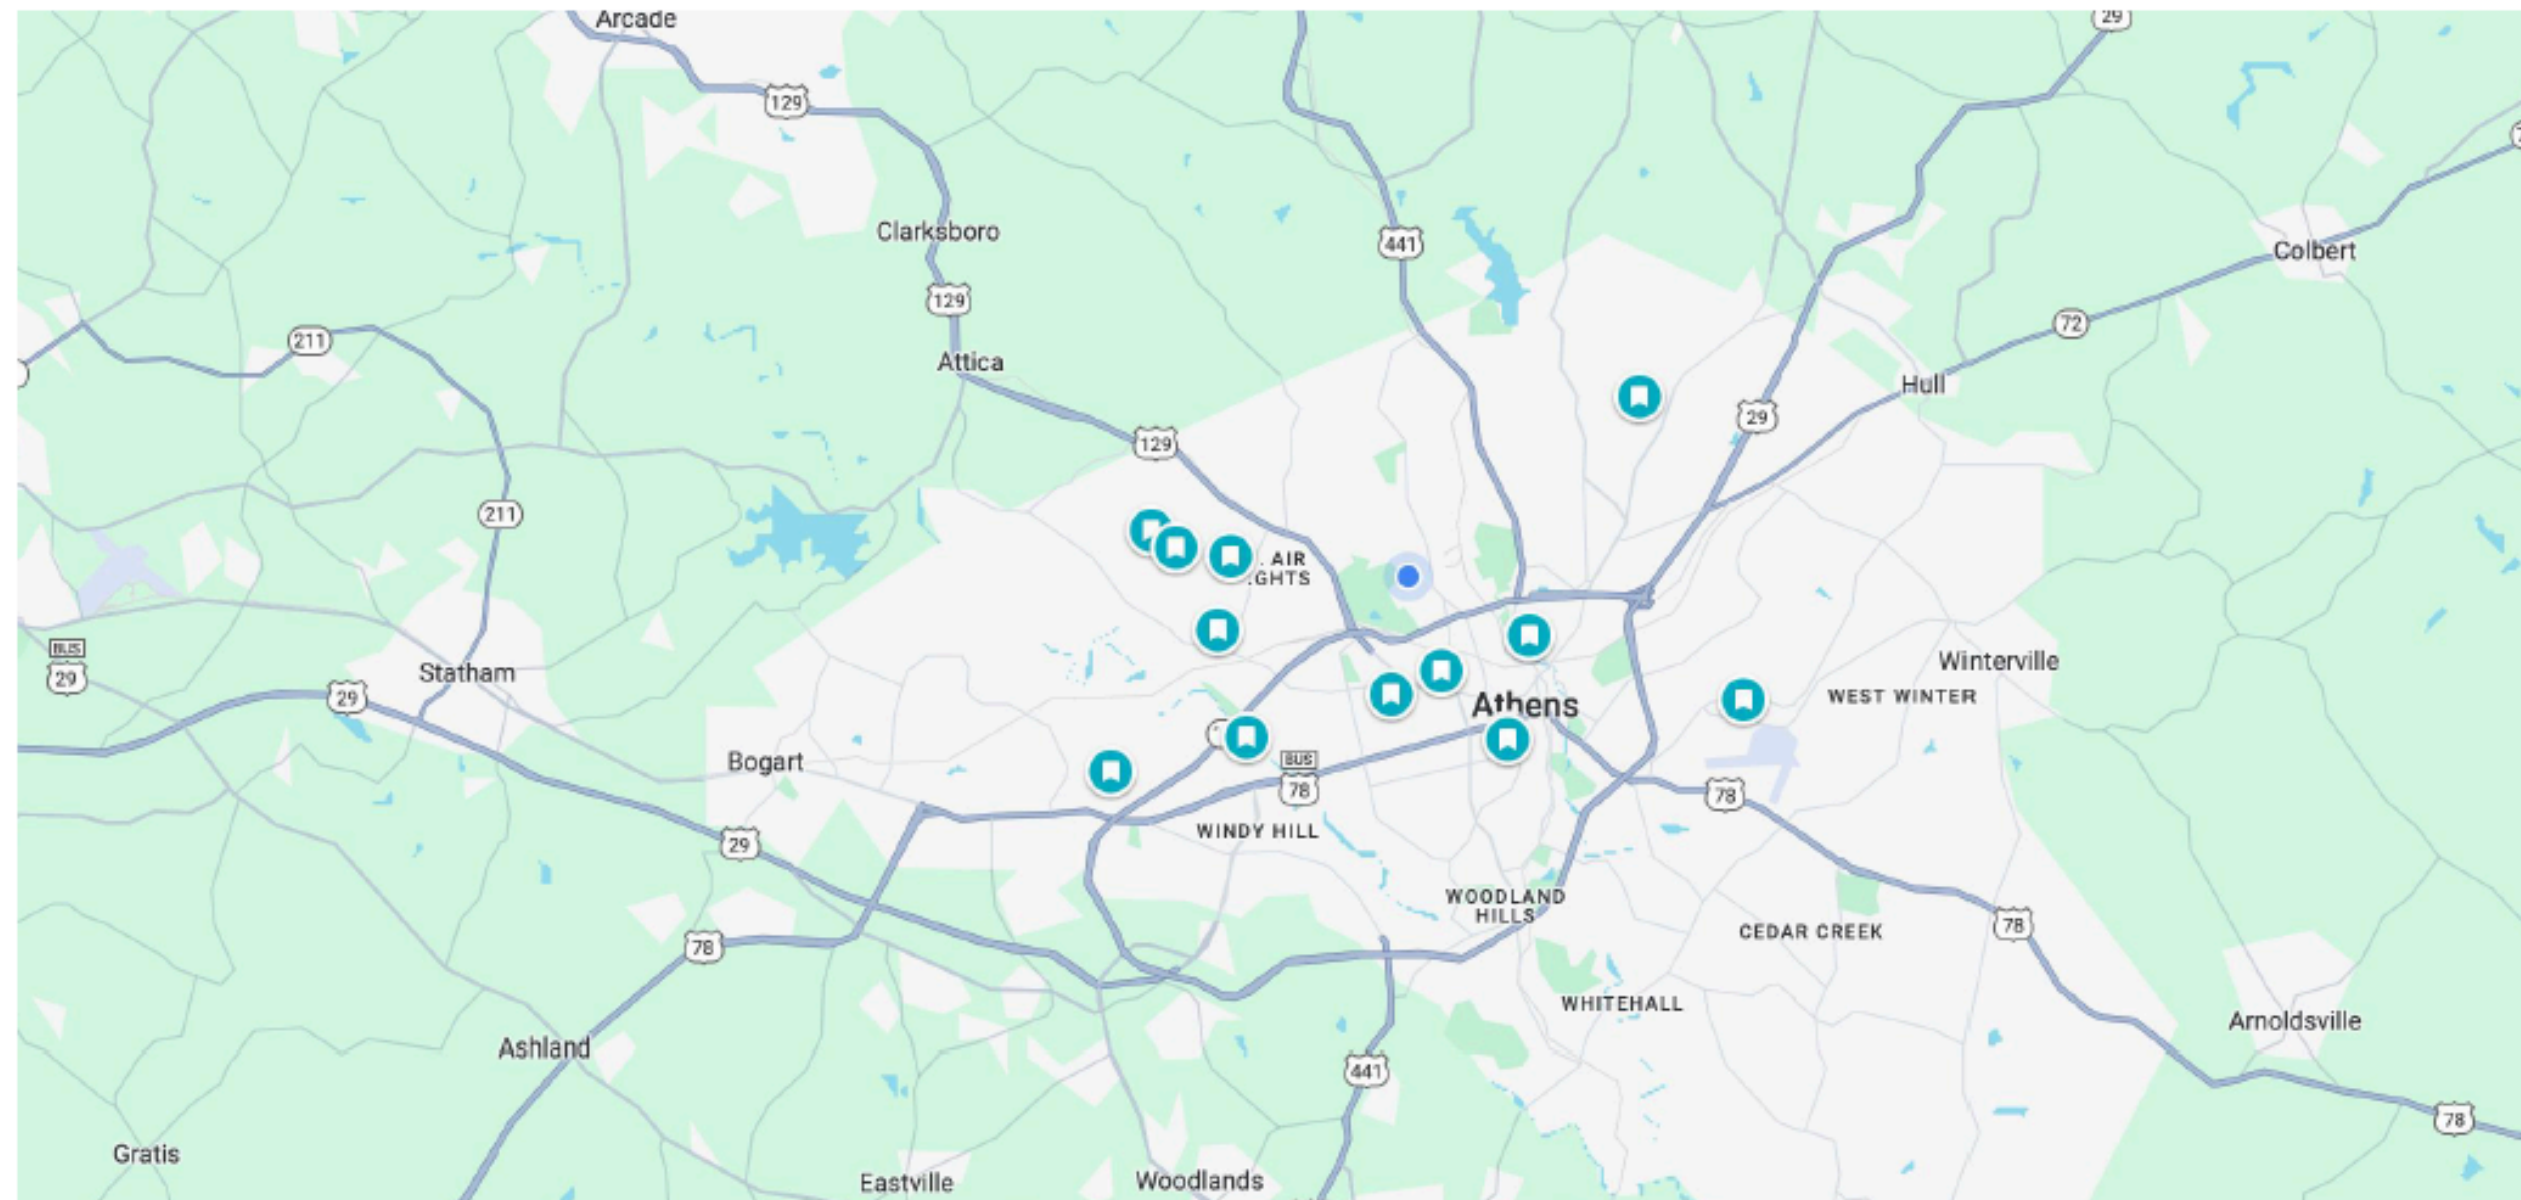 Arcade
29
129
Clarksboro
441
Colbert
129
211
72
Attica
Hull
29
129
211
AIR
GHTS
BUS
29
Statham
Winterville
29
WEST WINTER
Athens
Bogart
BUS
78
78
WINDY HILL
29
WOODLAND
HILLS
78
CEDAR CREEK
78
WHITEHALL
Arnoldsville
Ashland
441
78
Gratis
Eastville
Woodlands